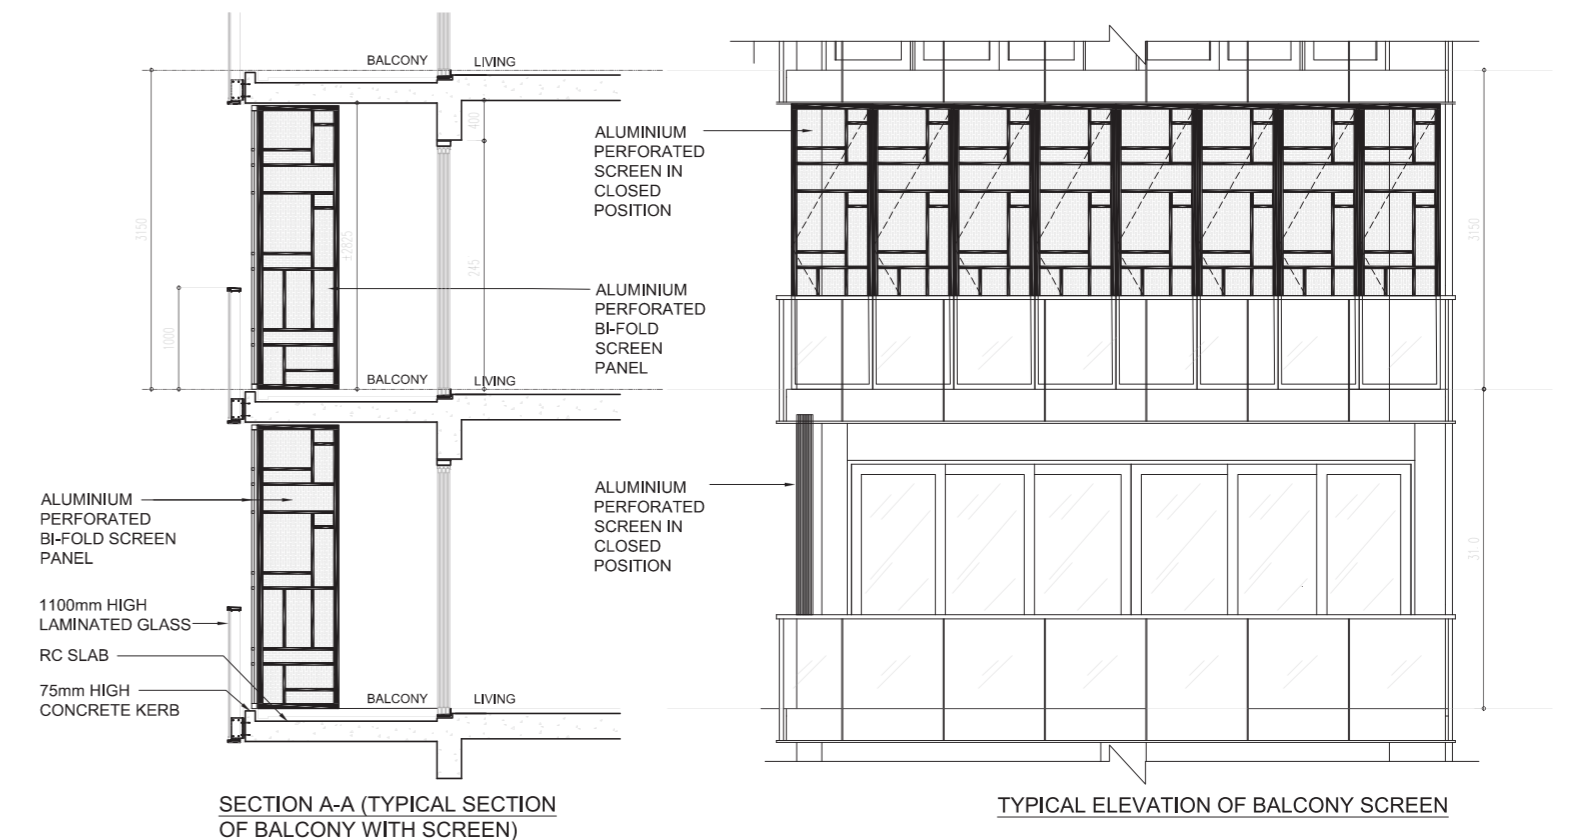 BALCONY
LIVING
3150
400
±2825
245
1000
BALCONY
LIVING
ALUMINIUM
PERFORATED
BI-FOLD SCREEN
PANEL
1100mm HIGH
LAMINATED GLASS
RC SLAB
75mm HIGH
CONCRETE KERB
BALCONY
LIVING
SECTION A-A (TYPICAL SECTION
OF BALCONY WITH SCREEN)
ALUMINIUM
PERFORATED
SCREEN IN
CLOSED
POSITION
ALUMINIUM
PERFORATED
BI-FOLD
SCREEN
PANEL
ALUMINIUM
PERFORATED
SCREEN IN
CLOSED
POSITION
3150
TYPICAL ELEVATION OF BALCONY SCREEN